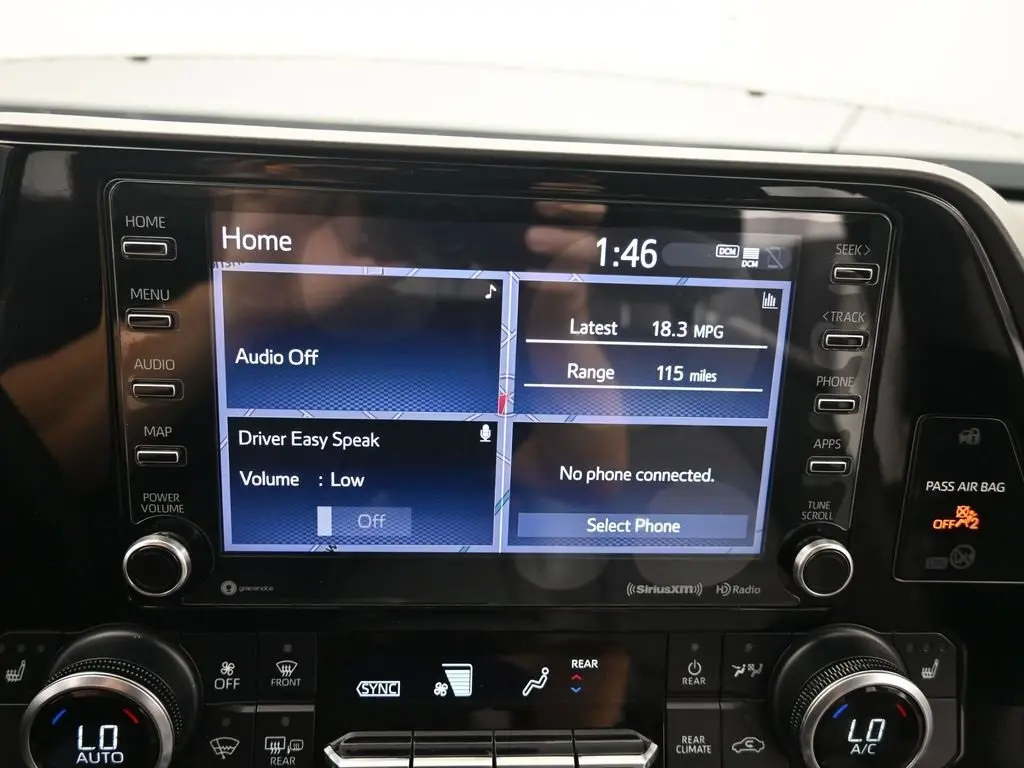 HOME
MENU
AUDIO
MAP
POWER
VOLUME
Home
1:46
DCM
DCM
Audio Off
Latest 18.3 MPG
Range 115 miles
Driver Easy Speak
Volume : Low
Off
No phone connected.
Select Phone
SEEK >
< TRACK
PHONE
APPS
TUNE
SCROLL
gracenote
((SiriusXM))
HD Radio
PASS AIR BAG
OFF 2
OFF
FRONT
SYNC
REAR
REAR
LO
AUTO
REAR
REAR
CLIMATE
LO
A/C